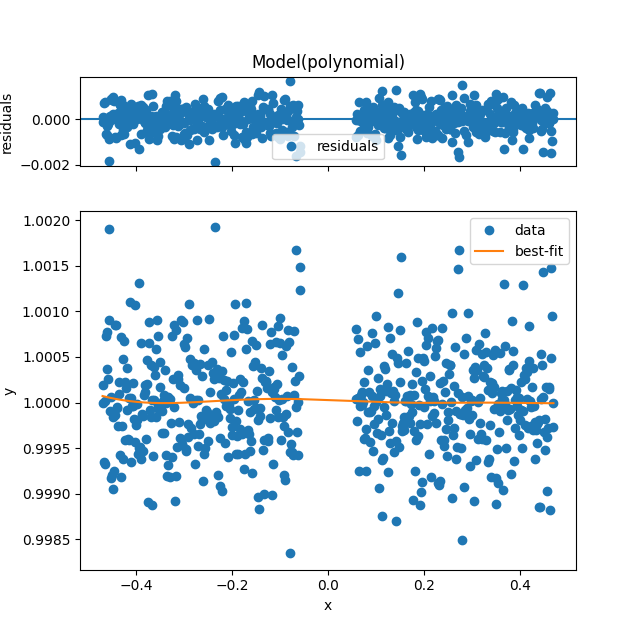 Model(polynomial)
residuals
0.000
−0.002
residuals
1.0020
1.0015
1.0010
1.0005
1.0000
0.9995
0.9990
0.9985
y
data
best-fit
−0.4
−0.2
0.0
0.2
0.4
x